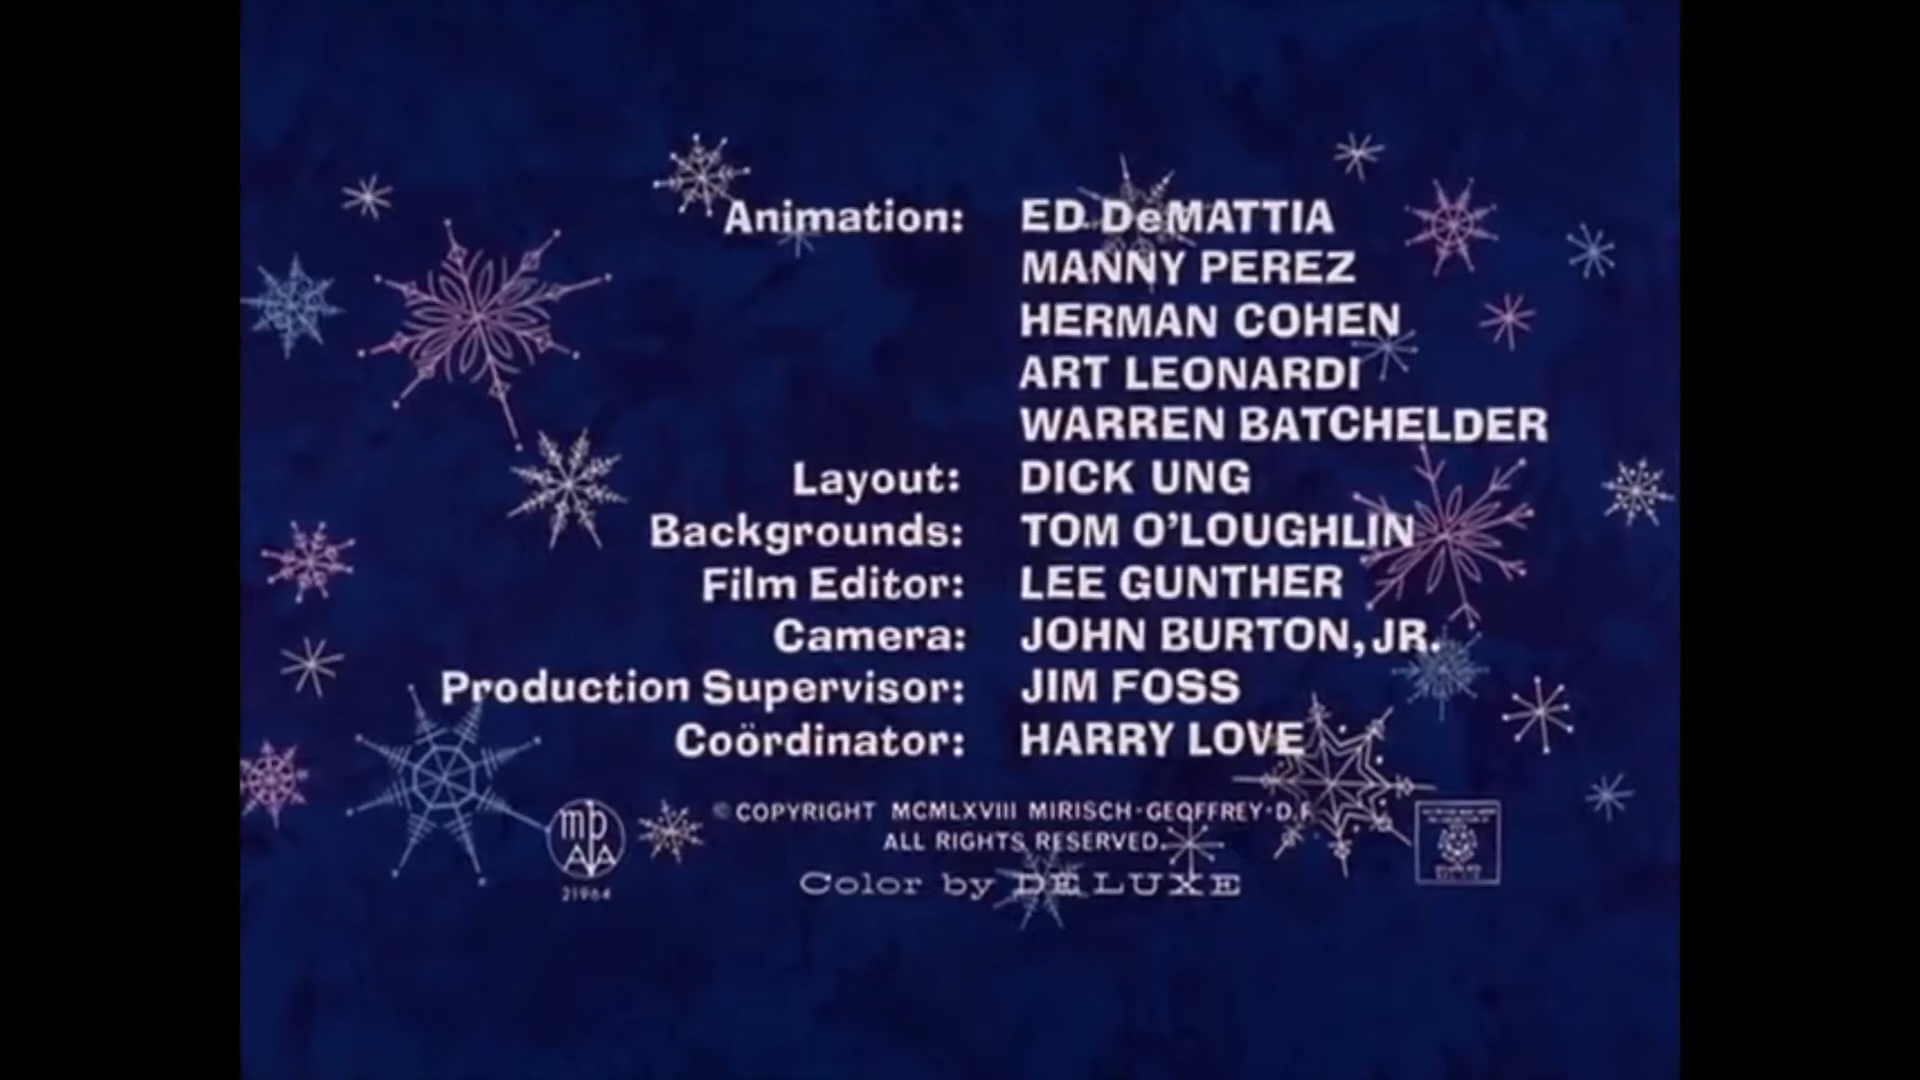 Animation: ED DeMATTIA
MANNY PEREZ
HERMAN COHEN
ART LEONARDI
WARREN BATCHELDER
Layout: DICK UNG
Backgrounds: TOM O'LOUGHLIN
Film Editor: LEE GUNTHER
Camera: JOHN BURTON, JR.
Production Supervisor: JIM FOSS
Coördinator: HARRY LOVE
© COPYRIGHT MCMLXVIII MIRISCH-GEOFFREY-D.F.
ALL RIGHTS RESERVED.
Color by DELUXE
mpAA
21964